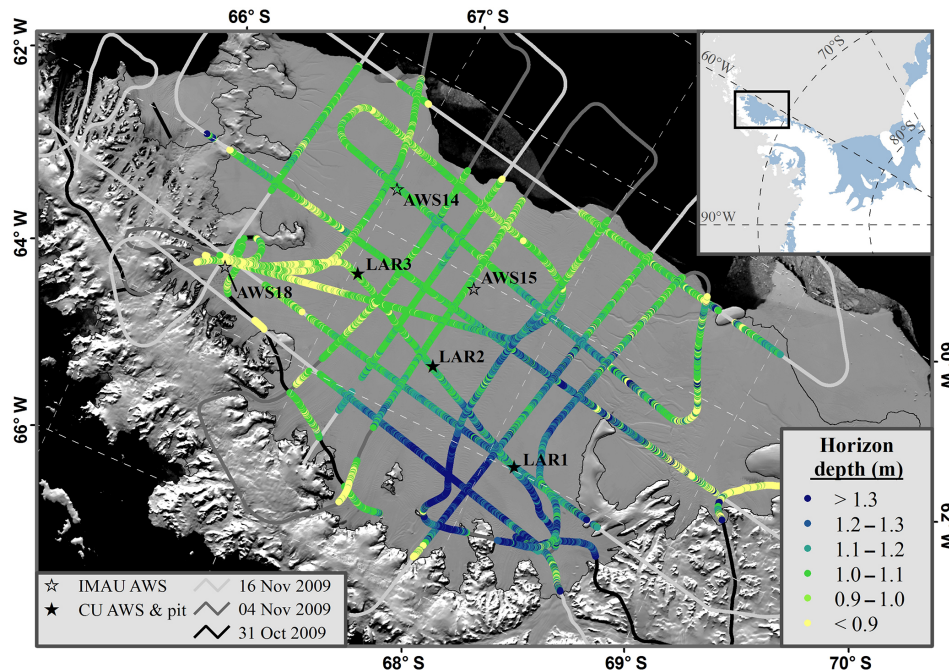 66° S
67° S
62° W
60°W
70°S
80°S
90°W
AWS14
64° W
LAR3
AWS15
AWS18
LAR2
60° W
66° W
LAR1
Horizon
depth (m)
> 1.3
1.2 – 1.3
1.1 – 1.2
1.0 – 1.1
0.9 – 1.0
< 0.9
62° W
IMAU AWS
CU AWS & pit
16 Nov 2009
04 Nov 2009
31 Oct 2009
68° S
69° S
70° S